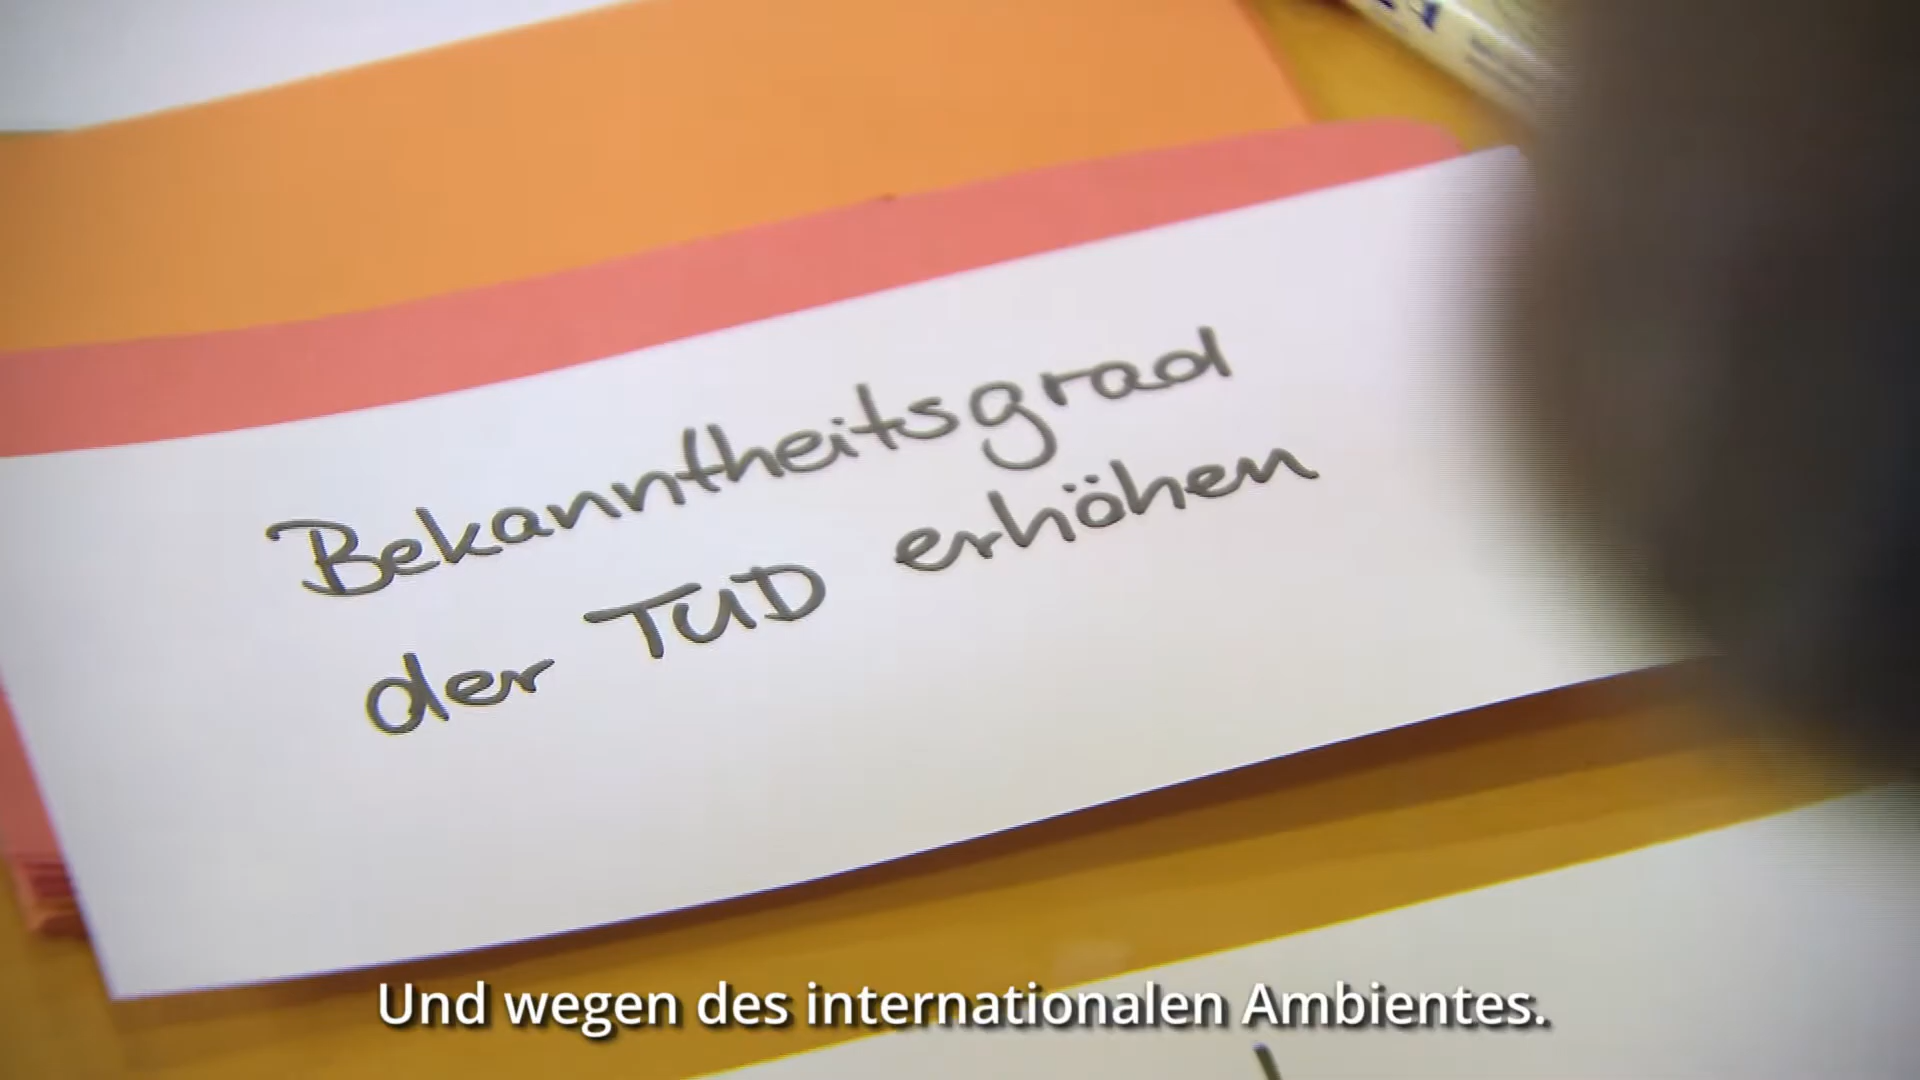 Bekanntheitsgrad
der TUD erhöhen
Und wegen des internationalen Ambientes.